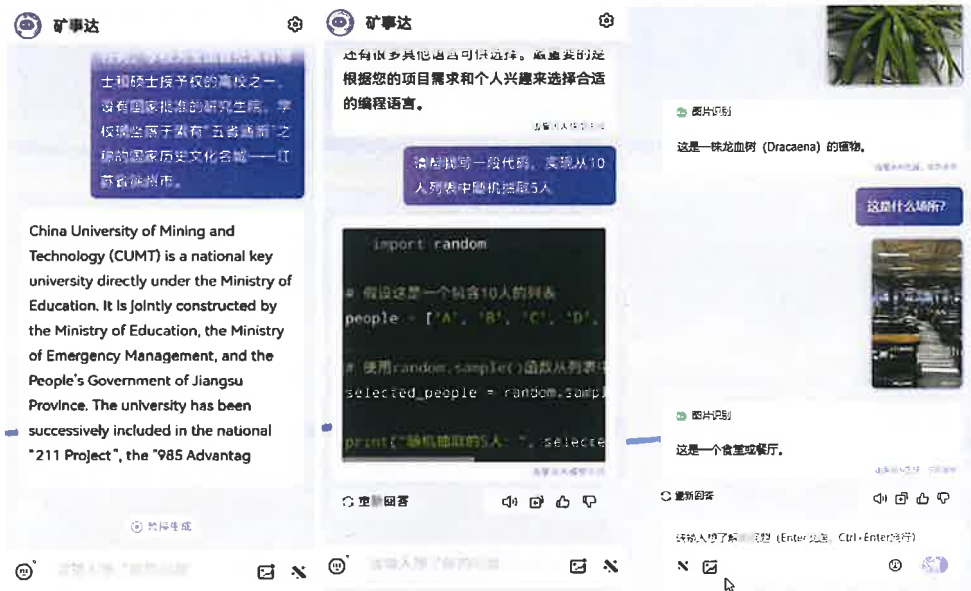 矿事达
士和硕士授予权的高校之一，
设有国家批准的研究生院。学
校现坐落于素有"五省通衢"之
称的国家历史文化名城——江
苏省徐州市。
China University of Mining and
Technology (CUMT) is a national key
university directly under the Ministry of
Education. It is jointly constructed by
the Ministry of Education, the Ministry
of Emergency Management, and the
People's Government of Jiangsu
Province. The university has been
successively included in the national
"211 Project", the "985 Advantag
暂停生成
矿事达
还有很多其他语言可供选择。最重要的是
根据您的项目需求和个人兴趣来选择合适
的编程语言。
请帮我写一段代码，实现从10
人列表中随机抽取5人
import random
# 假设这是一个包含10人的列表
people = ['A', 'B', 'C', 'D',
# 使用random.sample()函数从列表中
selected_people = random.sampl
print("随机抽取的5人: ", selecte
重新回答
图片识别
这是一株龙血树 (Dracaena) 的植物。
这是什么场所?
图片识别
这是一个食堂或餐厅。
重新回答
请输入想了解 问题 (Enter 发送, Ctrl+Enter换行)